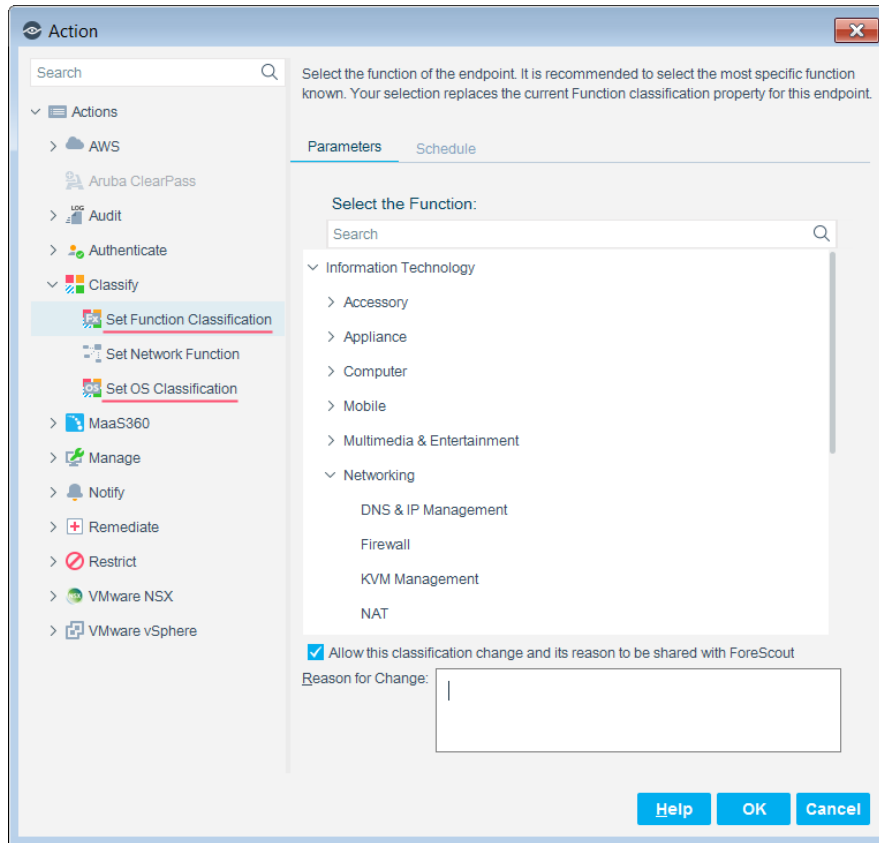 Action
Search
Actions
AWS
Aruba ClearPass
LOG
Audit
Authenticate
Classify
FX
Set Function Classification
Set Network Function
OS
Set OS Classification
MaaS360
Manage
Notify
Remediate
Restrict
VMware NSX
VMware vSphere
Select the function of the endpoint. It is recommended to select the most specific function
known. Your selection replaces the current Function classification property for this endpoint.
Parameters
Schedule
Select the Function:
Search
Information Technology
Accessory
Appliance
Computer
Mobile
Multimedia & Entertainment
Networking
DNS & IP Management
Firewall
KVM Management
NAT
Allow this classification change and its reason to be shared with ForeScout
Reason for Change:
Help
OK
Cancel